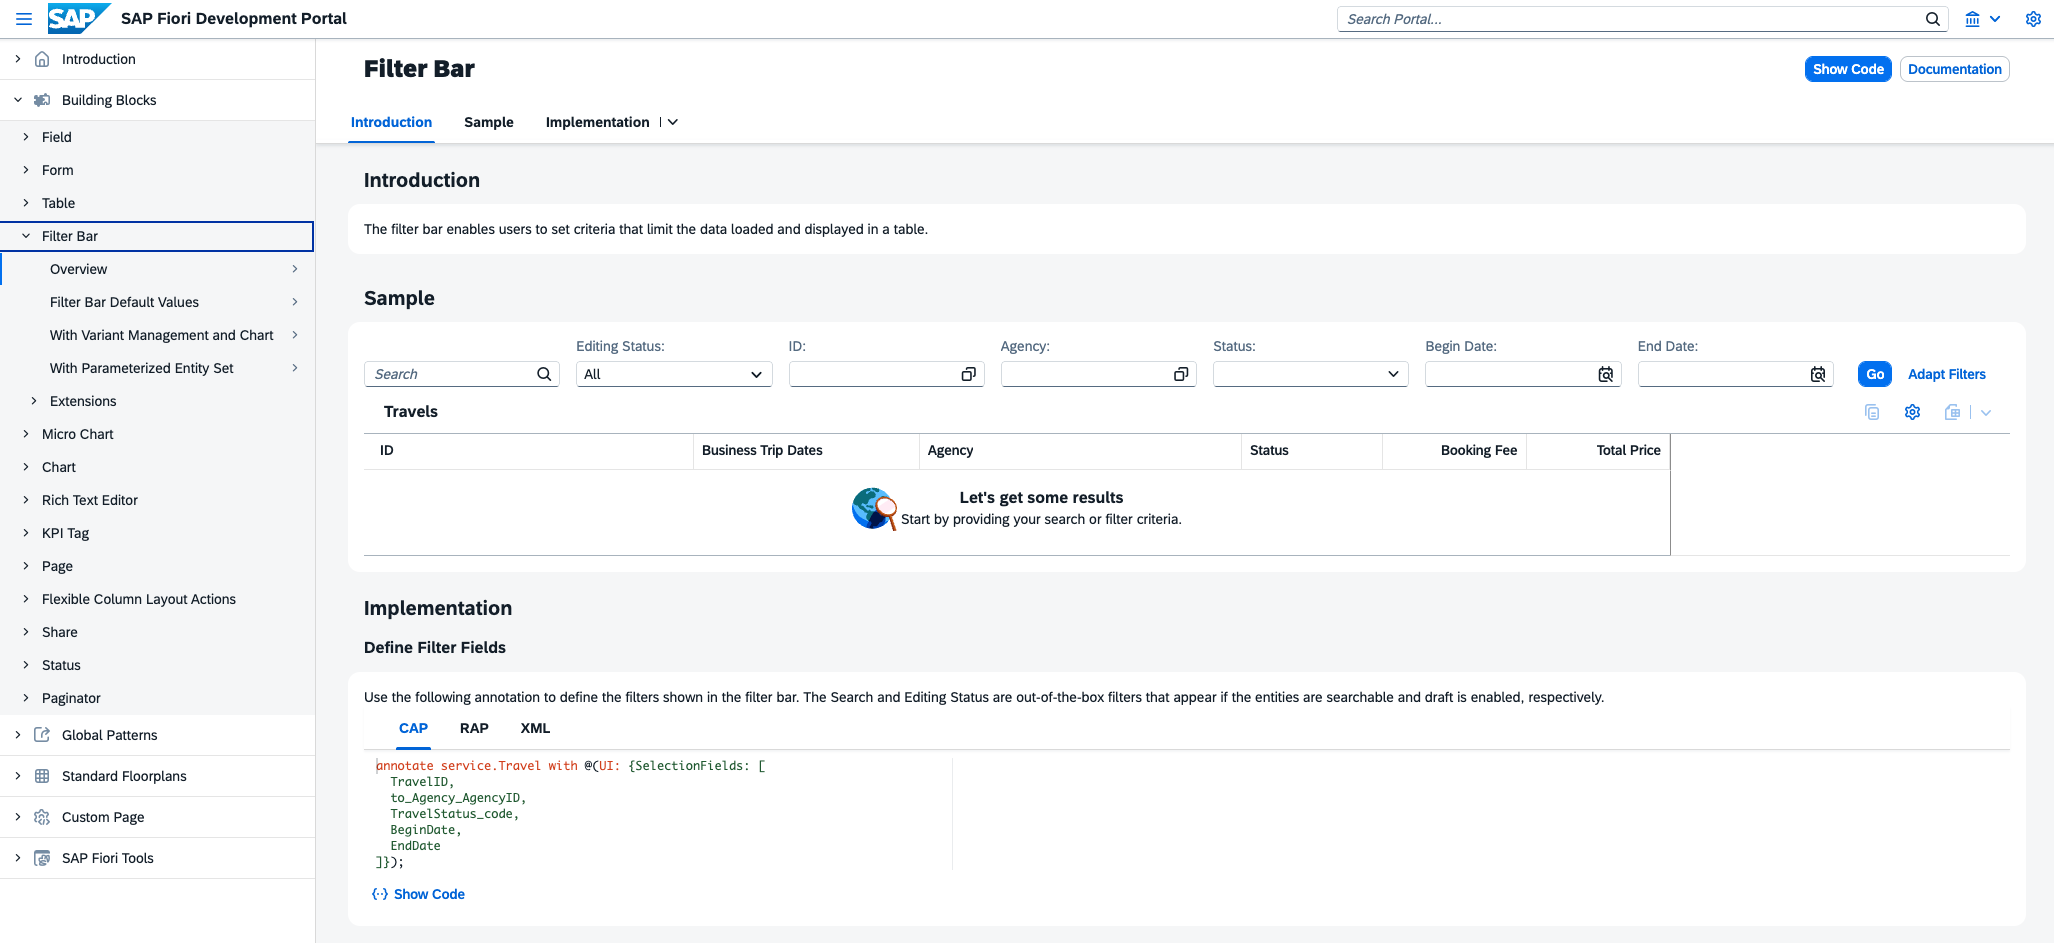 SAP SAP Fiori Development Portal
Search Portal...
Introduction
Building Blocks
Field
Form
Table
Filter Bar
Overview
Filter Bar Default Values
With Variant Management and Chart
With Parameterized Entity Set
Extensions
Micro Chart
Chart
Rich Text Editor
KPI Tag
Page
Flexible Column Layout Actions
Share
Status
Paginator
Global Patterns
Standard Floorplans
Custom Page
SAP Fiori Tools
Filter Bar
Show Code Documentation
Introduction Sample Implementation
Introduction
The filter bar enables users to set criteria that limit the data loaded and displayed in a table.
Sample
Editing Status: ID: Agency: Status: Begin Date: End Date:
Search All Go Adapt Filters
Travels
ID Business Trip Dates Agency Status Booking Fee Total Price
Let's get some results
Start by providing your search or filter criteria.
Implementation
Define Filter Fields
Use the following annotation to define the filters shown in the filter bar. The Search and Editing Status are out-of-the-box filters that appear if the entities are searchable and draft is enabled, respectively.
CAP RAP XML
annotate service.Travel with @(UI: {SelectionFields: [
TravelID,
to_Agency_AgencyID,
TravelStatus_code,
BeginDate,
EndDate
]});
Show Code